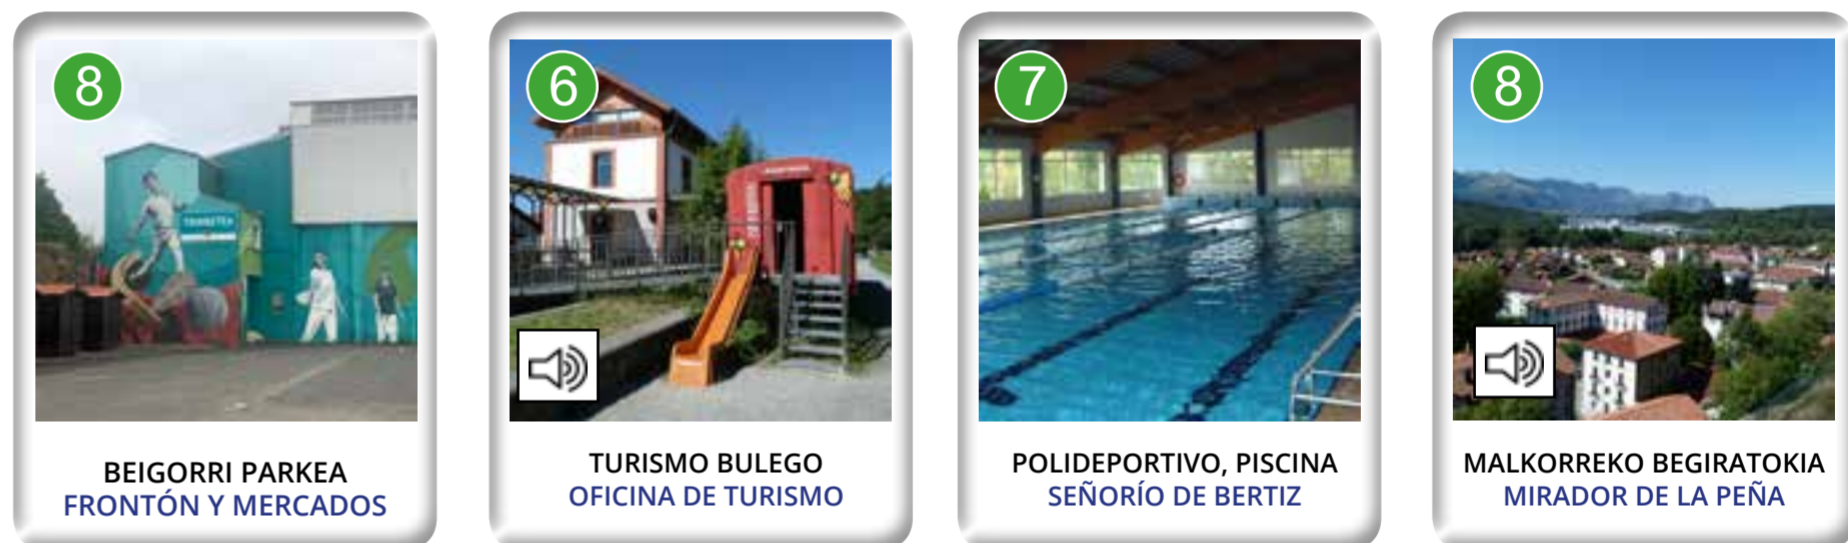 8
BEIGORRI PARKEA
FRONTÓN Y MERCADOS
6
TURISMO BULEGO
OFICINA DE TURISMO
7
POLIDEPORTIVO, PISCINA
SEÑORÍO DE BERTIZ
8
MALKORREKO BEGIRATOKIA
MIRADOR DE LA PEÑA